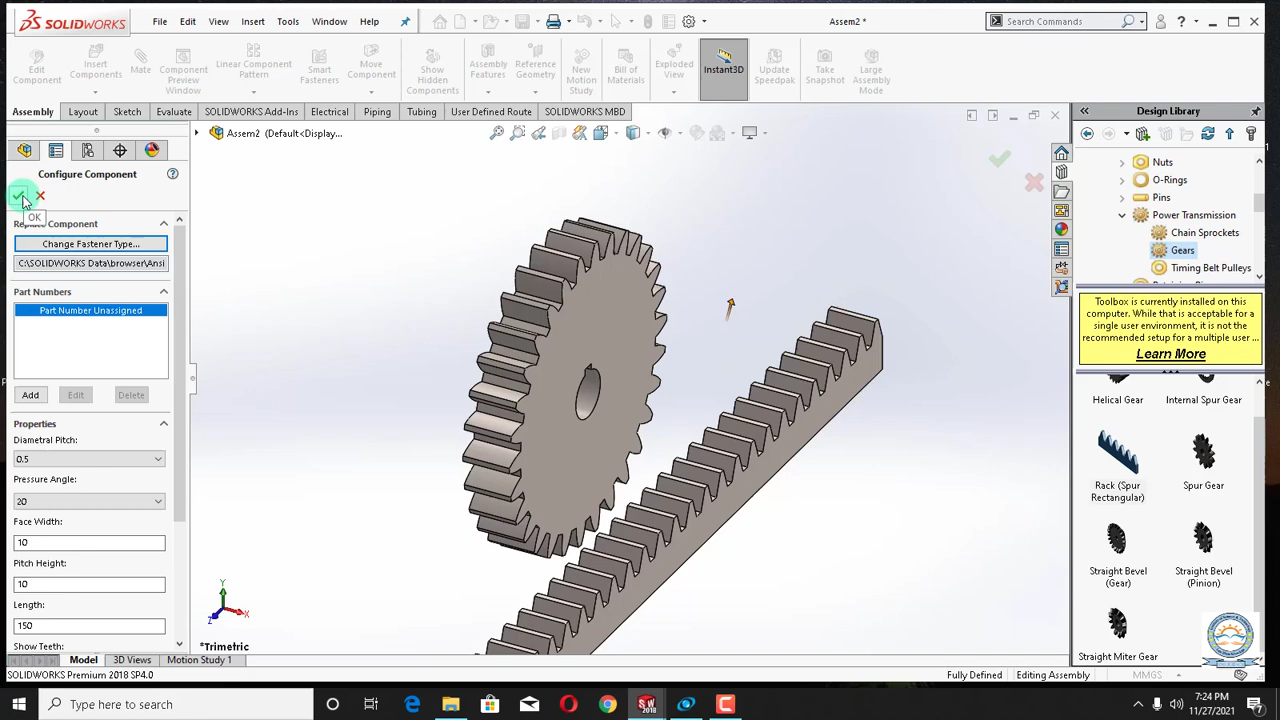 SOLIDWORKS
File Edit View Insert Tools Window Help
Assem2 *
Search Commands
Edit Component
Insert Components
Mate
Component Preview Window
Linear Component Pattern
Smart Fasteners
Move Component
Show Hidden Components
Assembly Features
Reference Geometry
New Motion Study
Bill of Materials
Exploded View
Instant3D
Update Speedpak
Take Snapshot
Large Assembly Mode
Assembly Layout Sketch Evaluate SOLIDWORKS Add-Ins Electrical Piping Tubing User Defined Route SOLIDWORKS MBD
Assem2 (Default<Display...
Configure Component
OK
Replace Component
Change Fastener Type...
C:\SOLIDWORKS Data\browser\Ansi
Part Numbers
Part Number Unassigned
Add Edit Delete
Properties
Diametral Pitch:
0.5
Pressure Angle:
20
Face Width:
10
Pitch Height:
10
Length:
150
Show Teeth:
Y
X
Z
*Trimetric
Design Library
Nuts
O-Rings
Pins
Power Transmission
Chain Sprockets
Gears
Timing Belt Pulleys
Toolbox is currently installed on this
computer. While that is acceptable for a
single user environment, it is not the
recommended setup for a multiple user ...
Learn More
Helical Gear
Internal Spur Gear
Rack (Spur Rectangular)
Spur Gear
Straight Bevel (Gear)
Straight Bevel (Pinion)
Straight Miter Gear
Model 3D Views Motion Study 1
SOLIDWORKS Premium 2018 SP4.0
Fully Defined Editing Assembly MMGS
Type here to search
SW 2018
7:24 PM
11/27/2021